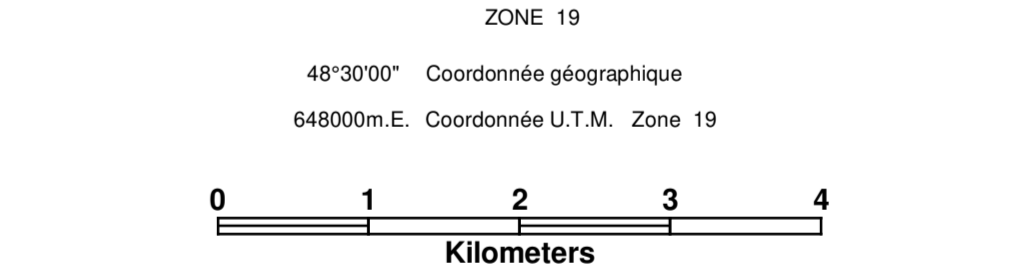 ZONE 19
48°30'00" Coordonnée géographique
648000m.E. Coordonnée U.T.M. Zone 19
0 1 2 3 4
Kilometers